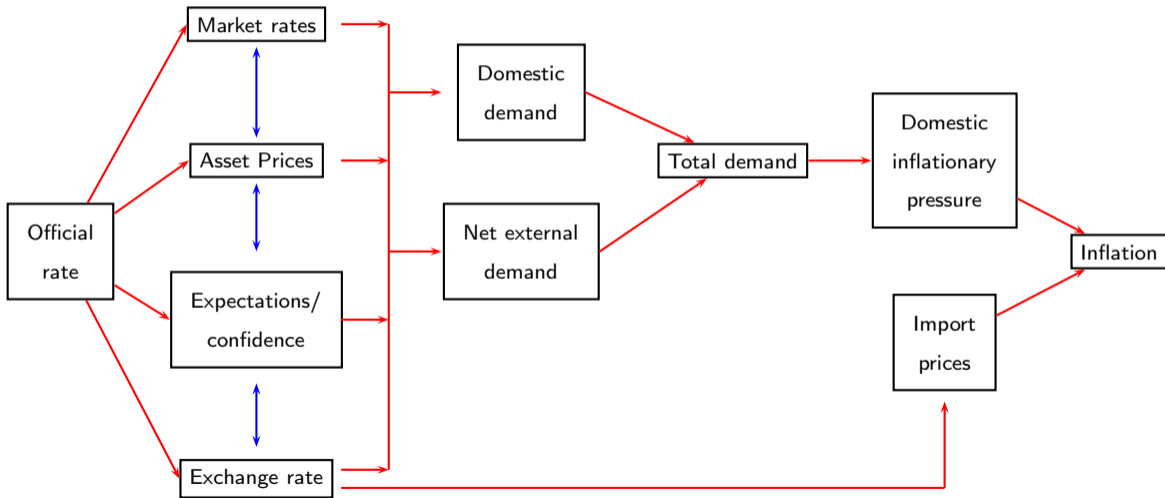 Market rates
Asset Prices
Official
rate
Expectations/
confidence
Exchange rate
Domestic
demand
Net external
demand
Total demand
Domestic
inflationary
pressure
Import
prices
Inflation